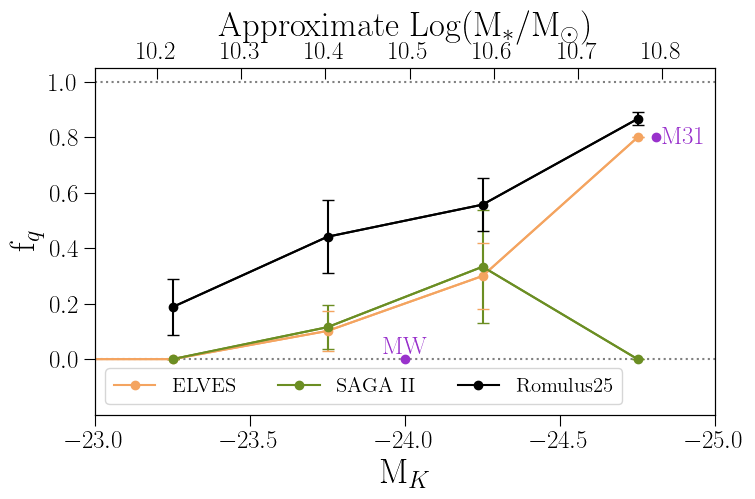 Approximate Log(M_*/M_⊙)
10.2 10.3 10.4 10.5 10.6 10.7 10.8
1.0
0.8
0.6
0.4
0.2
0.0
f_q
M31
MW
ELVES SAGA II Romulus25
−23.0 −23.5 −24.0 −24.5 −25.0
M_K